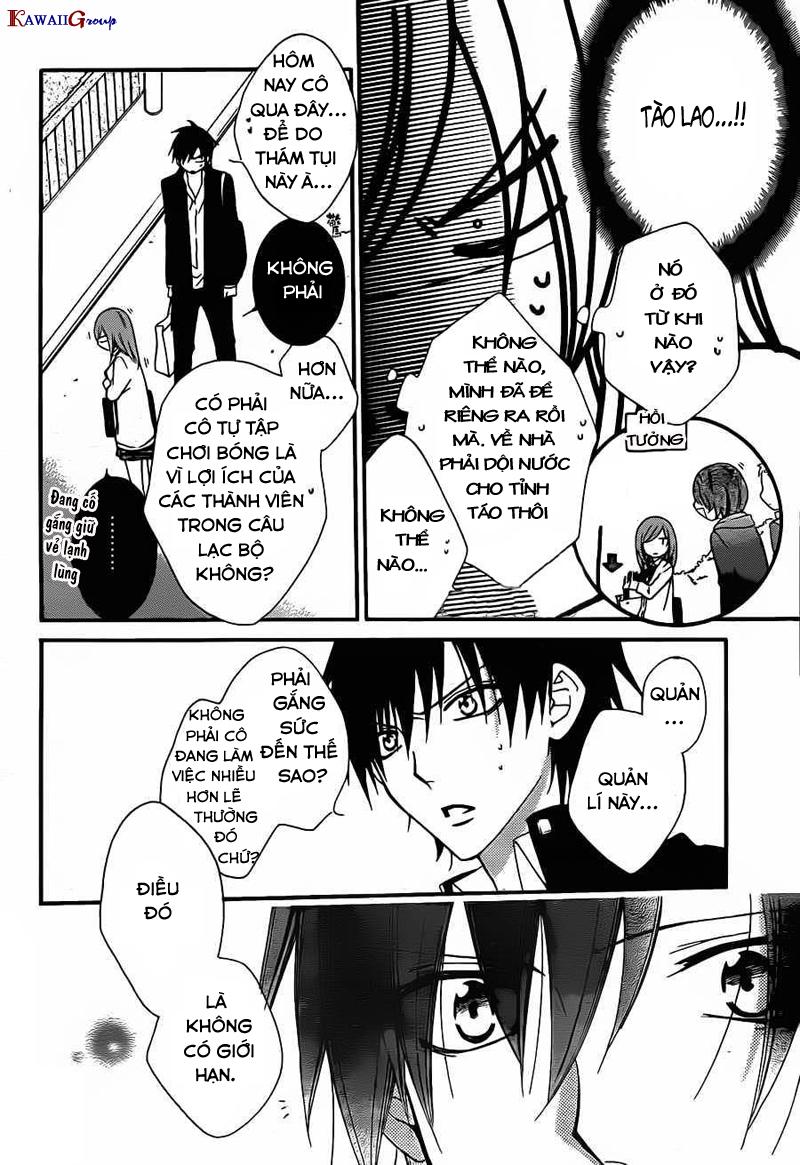 KAWAIIGroup
TÀO LAO...!!
NÓ
Ở ĐÓ
TỪ KHI
NÀO
VẬY?
HỒI
TƯỞNG
KHÔNG
THỂ NÀO,
MÌNH ĐÃ ĐỂ
RIÊNG RA RỒI
MÀ. VỀ NHÀ
PHẢI DỘI NƯỚC
CHO TỈNH
TÁO THÔI
KHÔNG
THỂ
NÀO...
HÔM
NAY CÔ
QUA ĐÂY...
ĐỂ DO
THÁM TỤI
NÀY À...
KHÔNG
PHẢI
HƠN
NỮA...
CÓ PHẢI
CÔ TỰ TẬP
CHƠI BÓNG LÀ
VÌ LỢI ÍCH CỦA
CÁC THÀNH VIÊN
TRONG CÂU
LẠC BỘ
KHÔNG?
Đang cố
gắng giữ
vẻ lạnh
lùng
......
QUẢN
...
QUẢN
LÍ NÀY...
PHẢI
GẮNG
SỨC
ĐẾN THẾ
SAO?
KHÔNG
PHẢI CÔ
ĐANG LÀM
VIỆC NHIỀU
HƠN LẼ
THƯỜNG
ĐÓ
CHỨ?
ĐIỀU
ĐÓ
LÀ
KHÔNG
CÓ GIỚI
HẠN.